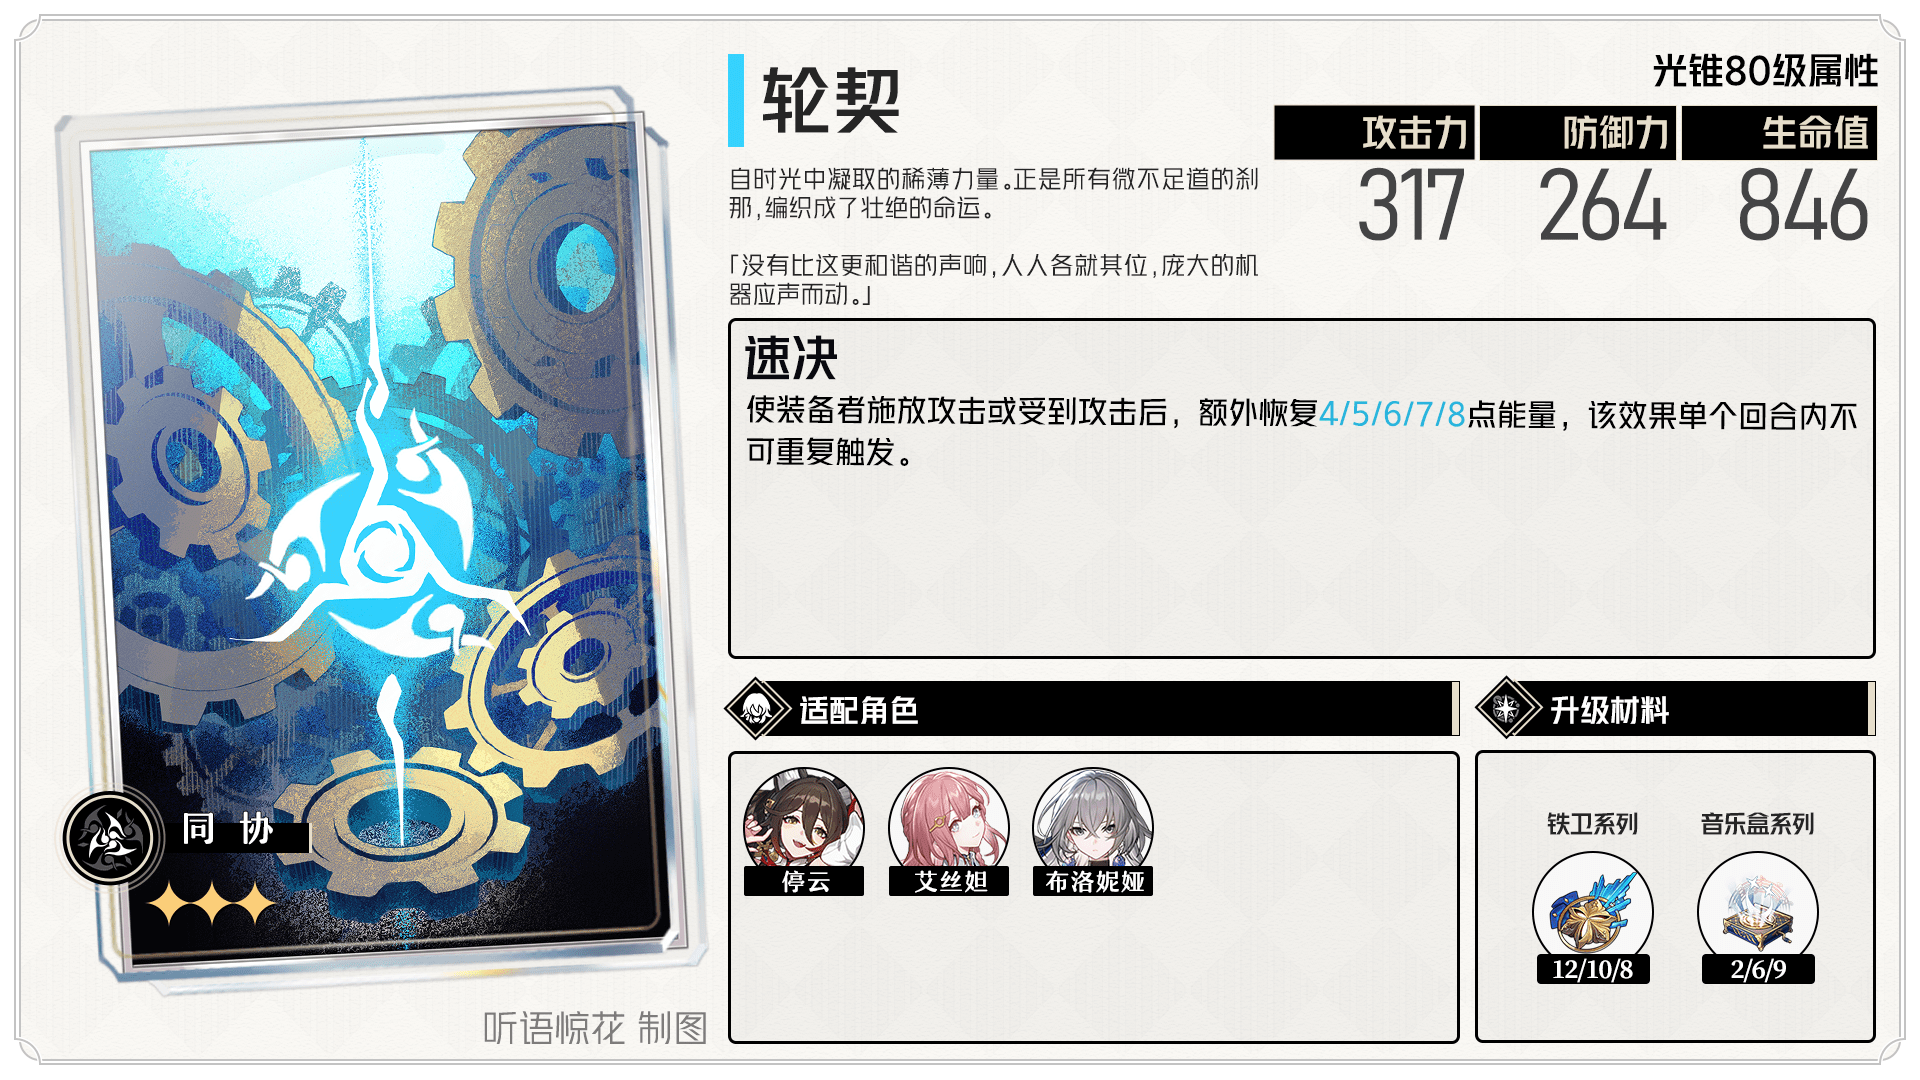 轮契
自时光中凝取的稀薄力量。正是所有微不足道的刹
那,编织成了壮绝的命运。
「没有比这更和谐的声响,人人各就其位,庞大的机
器应声而动。」
光锥80级属性
攻击力 防御力 生命值
317 264 846
速决
使装备者施放攻击或受到攻击后，额外恢复4/5/6/7/8点能量，该效果单个回合内不
可重复触发。
同 协
适配角色
停云 艾丝妲 布洛妮娅
升级材料
铁卫系列 音乐盒系列
12/10/8 2/6/9
听语惊花 制图